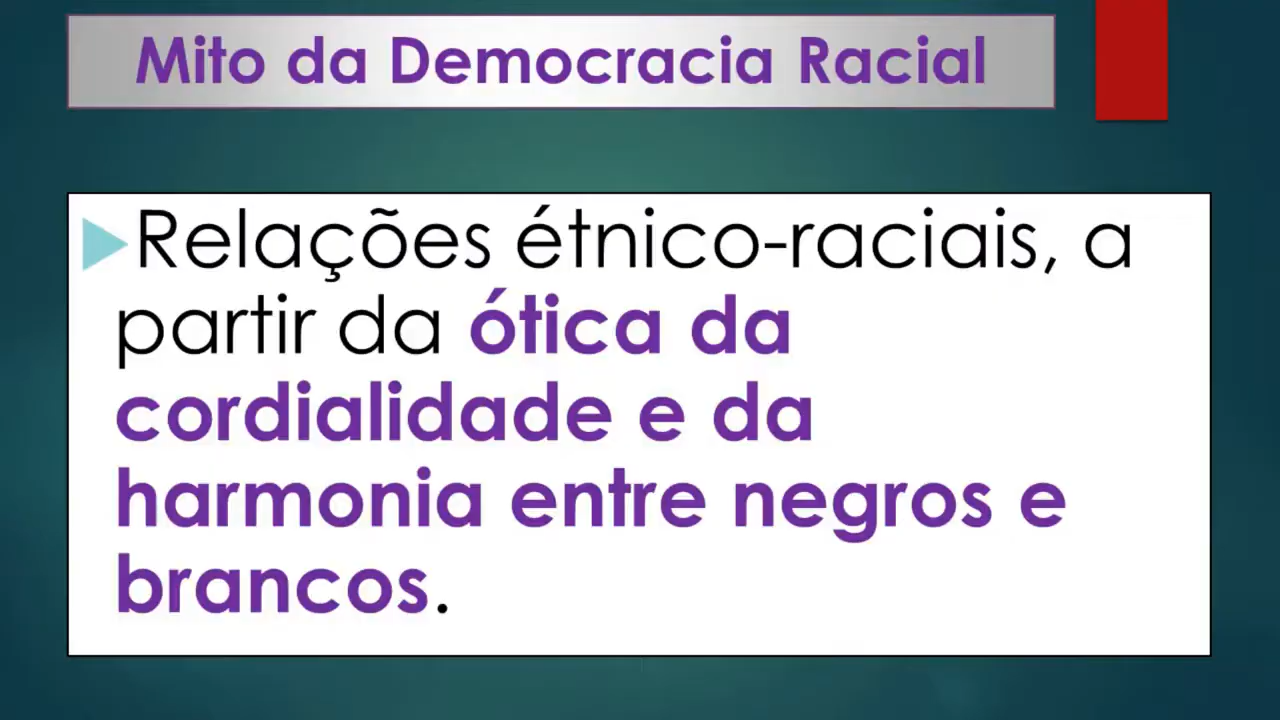 Mito da Democracia Racial
Relações étnico-raciais, a
partir da ótica da
cordialidade e da
harmonia entre negros e
brancos.